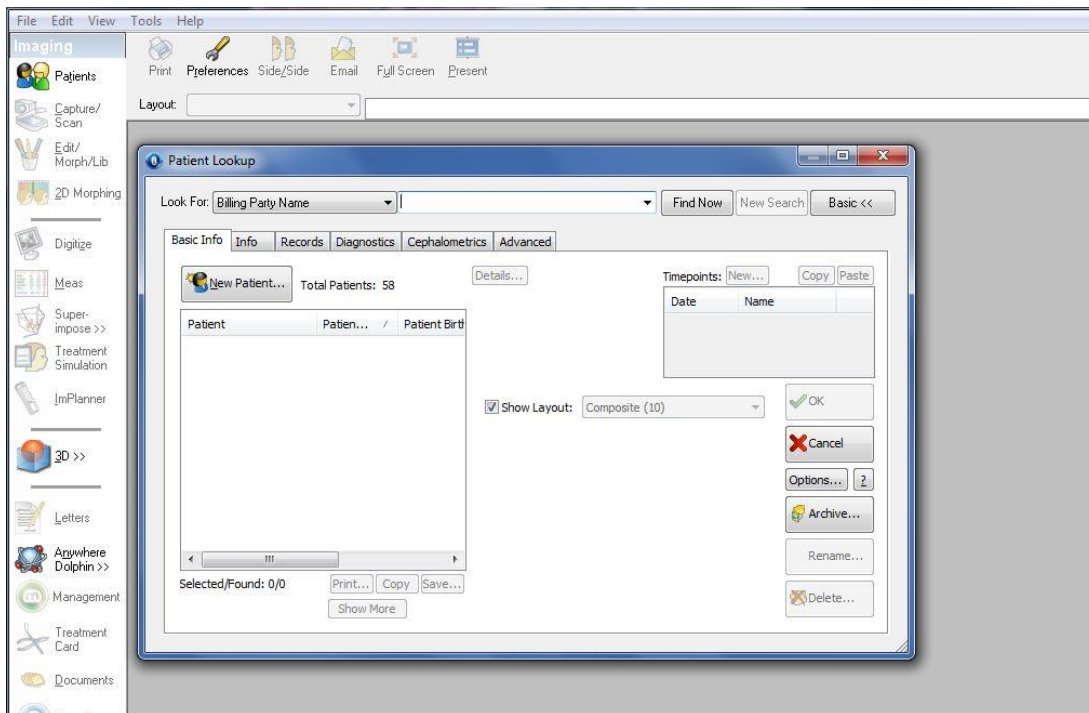 File Edit View Tools Help
Imaging
Patients
Capture/
Scan
Edit/
Morph/Lib
2D Morphing
Digitize
Meas
Super-
impose >>
Treatment
Simulation
ImPlanner
3D >>
Letters
Anywhere
Dolphin >>
Management
Treatment
Card
Documents
Print Preferences Side/Side Email Full Screen Present
Layout:
Patient Lookup
Look For: Billing Party Name Find Now New Search Basic <<
Basic Info Info Records Diagnostics Cephalometrics Advanced
New Patient... Total Patients: 58 Details... Timepoints: New... Copy Paste
Date Name
Patient Patien... Patient Birth
Show Layout: Composite (10)
OK
Cancel
Options... ?
Archive...
Rename...
Delete...
Selected/Found: 0/0 Print... Copy Save...
Show More